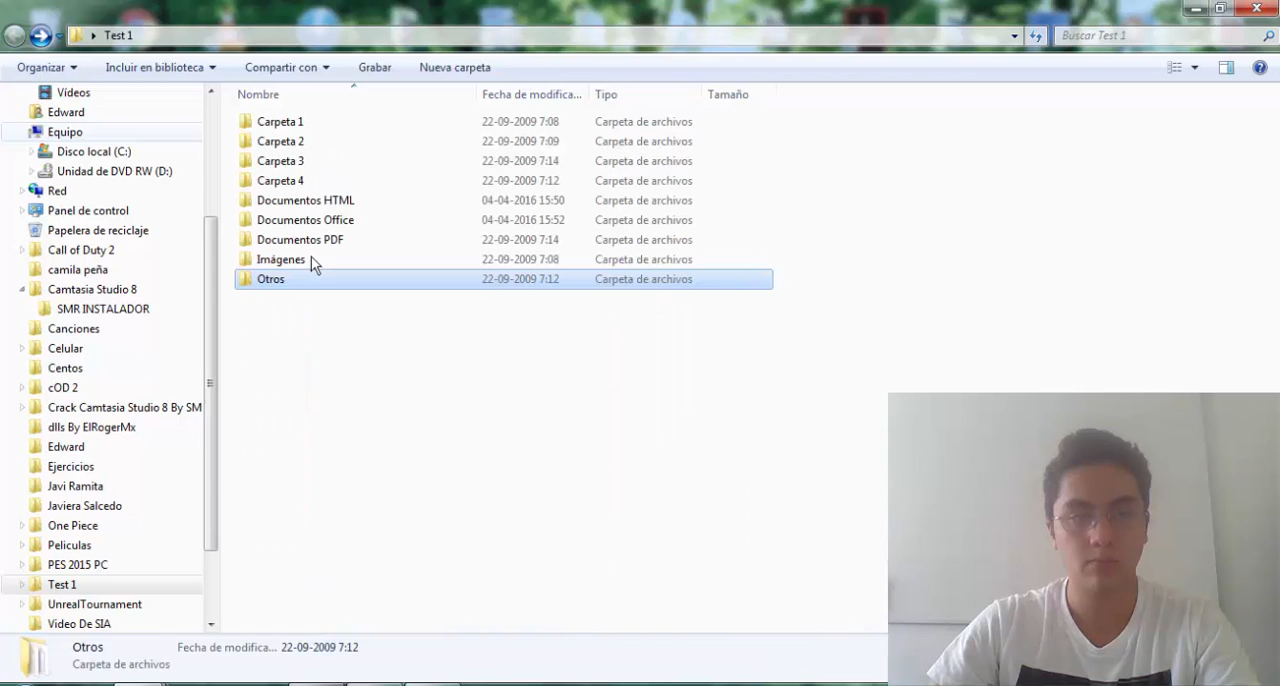 Test 1
Buscar Test 1
Organizar
Incluir en biblioteca
Compartir con
Grabar
Nueva carpeta
Vídeos
Edward
Equipo
Disco local (C:)
Unidad de DVD RW (D:)
Red
Panel de control
Papelera de reciclaje
Call of Duty 2
camila peña
Camtasia Studio 8
SMR INSTALADOR
Canciones
Celular
Centos
cOD 2
Crack Camtasia Studio 8 By SM
dlls By ElRogerMx
Edward
Ejercicios
Javi Ramita
Javiera Salcedo
One Piece
Peliculas
PES 2015 PC
Test 1
UnrealTournament
Video De SIA
Nombre Fecha de modifica... Tipo Tamaño
Carpeta 1 22-09-2009 7:08 Carpeta de archivos
Carpeta 2 22-09-2009 7:09 Carpeta de archivos
Carpeta 3 22-09-2009 7:14 Carpeta de archivos
Carpeta 4 22-09-2009 7:12 Carpeta de archivos
Documentos HTML 04-04-2016 15:50 Carpeta de archivos
Documentos Office 04-04-2016 15:52 Carpeta de archivos
Documentos PDF 22-09-2009 7:14 Carpeta de archivos
Imágenes 22-09-2009 7:08 Carpeta de archivos
Otros 22-09-2009 7:12 Carpeta de archivos
Otros Fecha de modifica... 22-09-2009 7:12
Carpeta de archivos